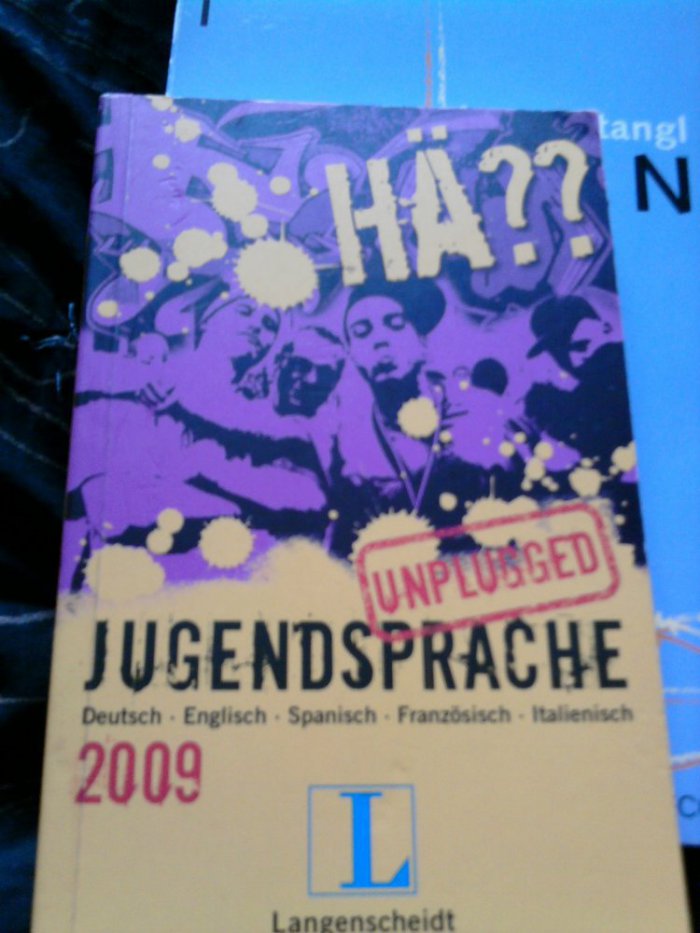 tangl
N
HÄ??
UNPLUGGED
JUGENDSPRACHE
Deutsch · Englisch · Spanisch · Französisch · Italienisch
2009
L
Langenscheidt